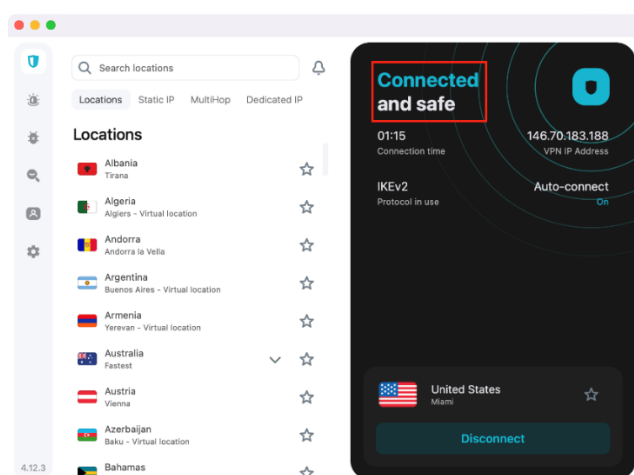 Search locations
Locations Static IP MultiHop Dedicated IP
Locations
Albania
Tirana
Algeria
Algiers - Virtual location
Andorra
Andorra la Vella
Argentina
Buenos Aires - Virtual location
Armenia
Yerevan - Virtual location
Australia
Fastest
Austria
Vienna
Azerbaijan
Baku - Virtual location
Bahamas
4.12.3
Connected
and safe
01:15 146.70.183.188
Connection time VPN IP Address
IKEv2 Auto-connect
Protocol in use On
United States
Miami
Disconnect